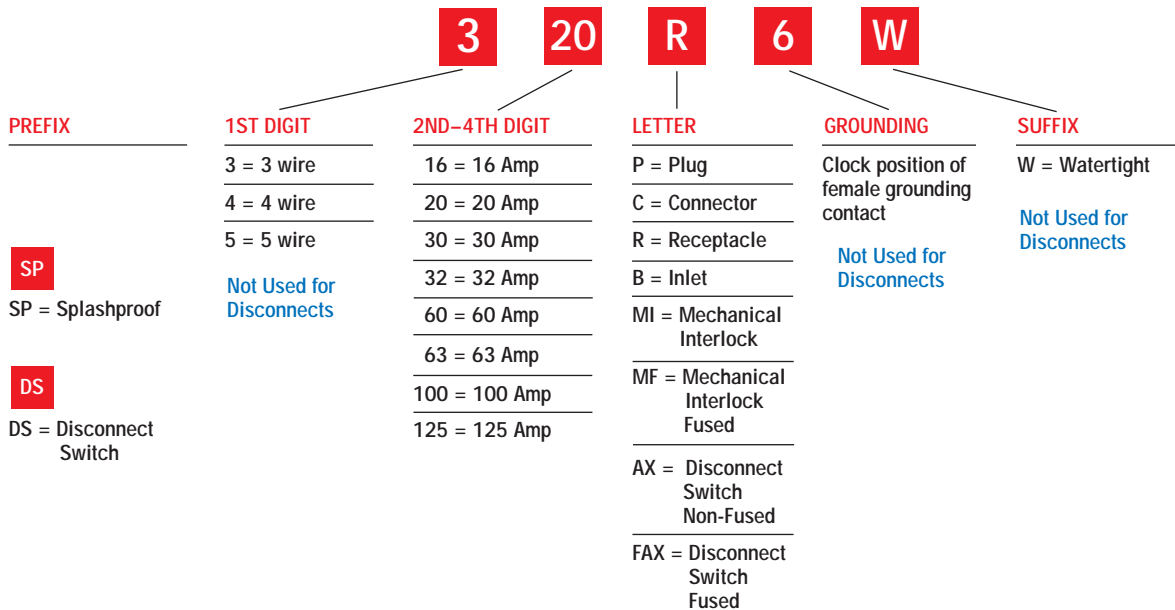 3 20 R 6 W
PREFIX
SP
SP = Splashproof
DS
DS = Disconnect
Switch
1ST DIGIT
3 = 3 wire
4 = 4 wire
5 = 5 wire
Not Used for
Disconnects
2ND–4TH DIGIT
16 = 16 Amp
20 = 20 Amp
30 = 30 Amp
32 = 32 Amp
60 = 60 Amp
63 = 63 Amp
100 = 100 Amp
125 = 125 Amp
LETTER
P = Plug
C = Connector
R = Receptacle
B = Inlet
MI = Mechanical
Interlock
MF = Mechanical
Interlock
Fused
AX = Disconnect
Switch
Non-Fused
FAX = Disconnect
Switch
Fused
GROUNDING
Clock position of
female grounding
contact
Not Used for
Disconnects
SUFFIX
W = Watertight
Not Used for
Disconnects